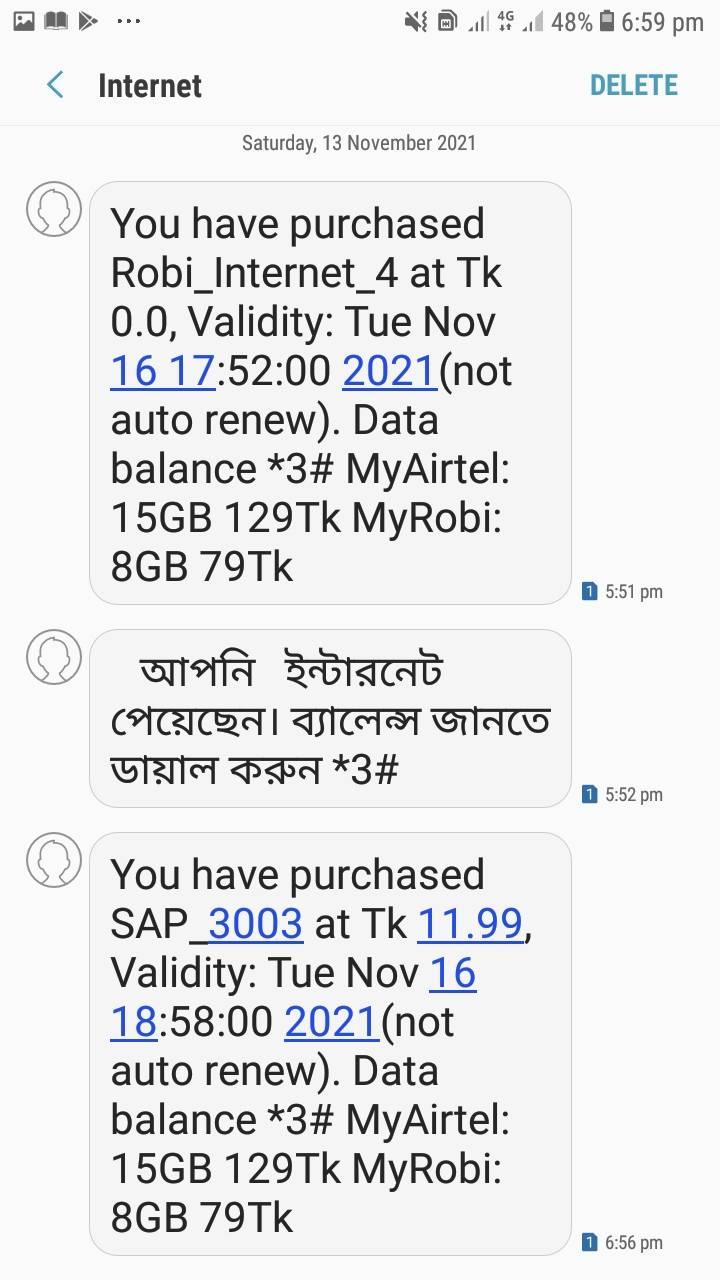 4G 48% 6:59 pm
Internet DELETE
Saturday, 13 November 2021
You have purchased
Robi_Internet_4 at Tk
0.0, Validity: Tue Nov
16 17:52:00 2021(not
auto renew). Data
balance *3# MyAirtel:
15GB 129Tk MyRobi:
8GB 79Tk
1 5:51 pm
আপনি ইন্টারনেট
পেয়েছেন। ব্যালেন্স জানতে
ডায়াল করুন *3#
1 5:52 pm
You have purchased
SAP_3003 at Tk 11.99,
Validity: Tue Nov 16
18:58:00 2021(not
auto renew). Data
balance *3# MyAirtel:
15GB 129Tk MyRobi:
8GB 79Tk
1 6:56 pm